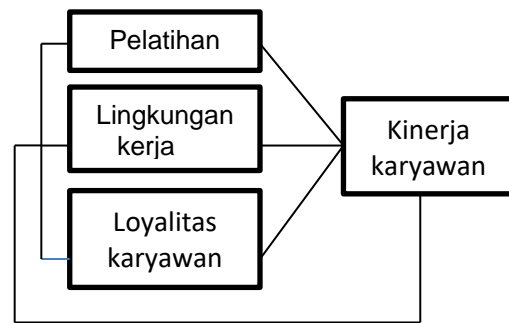 Pelatihan
Lingkungan
kerja
Loyalitas
karyawan
Kinerja
karyawan